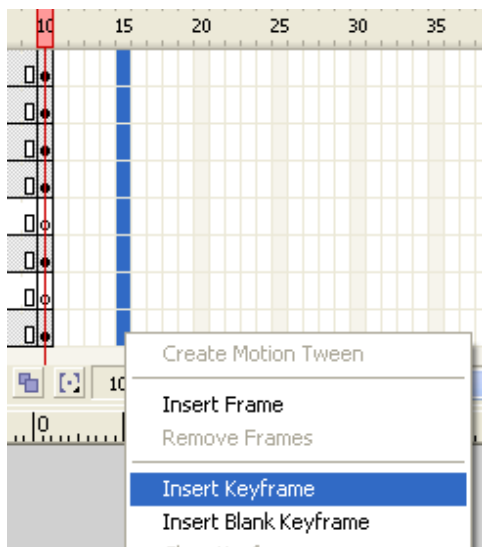 10 15 20 25 30 35
Create Motion Tween
10
Insert Frame
0
Remove Frames
Insert Keyframe
Insert Blank Keyframe